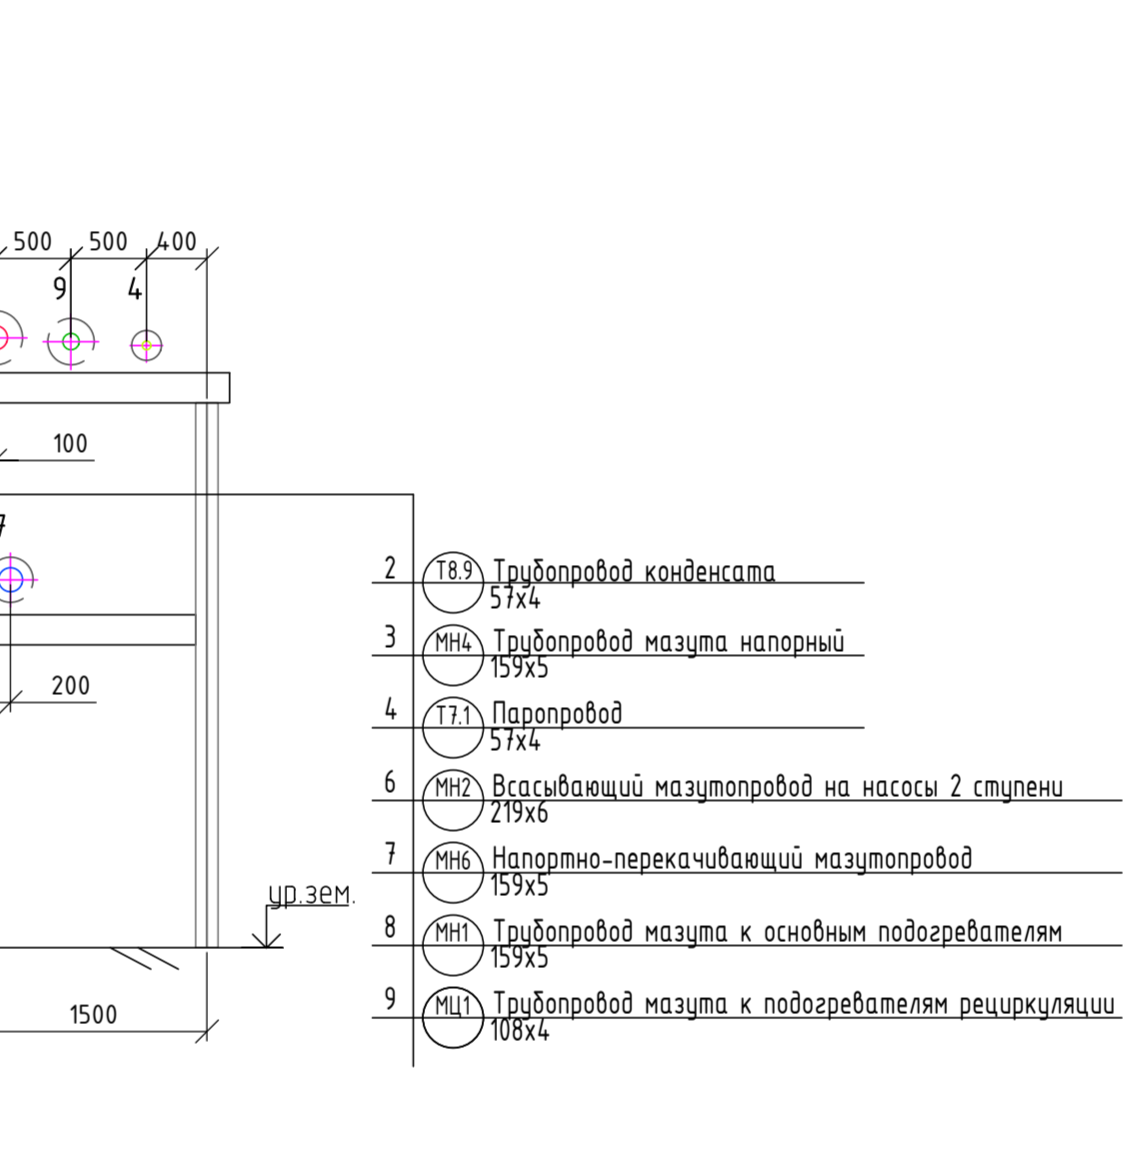 500 500 400
9 4
100
7
2 Т8.9 Трубопровод конденсата
57х4
3 МН4 Трубопровод мазута напорный
159х5
200
4 Т7.1 Паропровод
57х4
6 МН2 Всасывающий мазутопровод на насосы 2 ступени
219х6
7 МН6 Напортно-перекачивающий мазутопровод
159х5
ур.зем.
8 МН1 Трубопровод мазута к основным подогревателям
159х5
1500
9 МЦ1 Трубопровод мазута к подогревателям рециркуляции
108х4